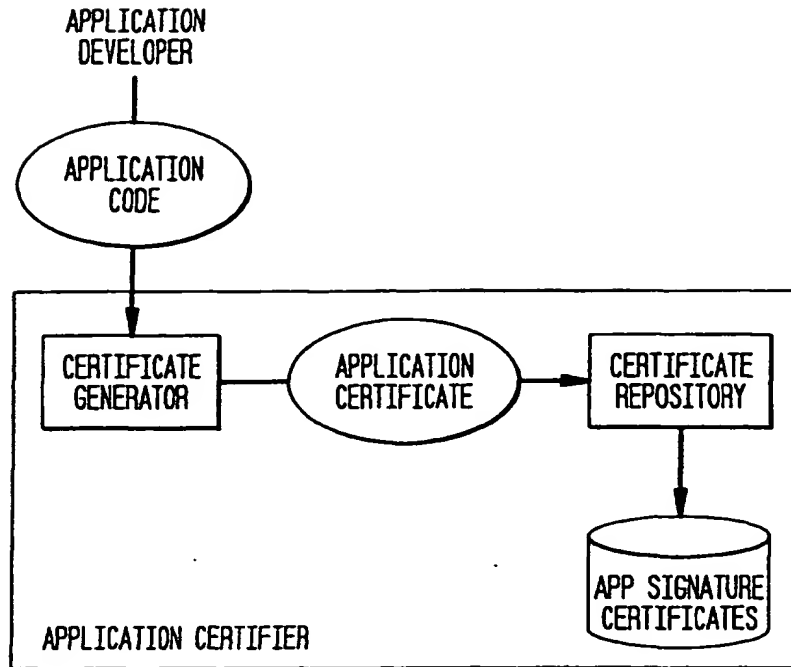 APPLICATION
DEVELOPER
APPLICATION
CODE
CERTIFICATE
GENERATOR
APPLICATION
CERTIFICATE
CERTIFICATE
REPOSITORY
APP SIGNATURE
CERTIFICATES
APPLICATION CERTIFIER